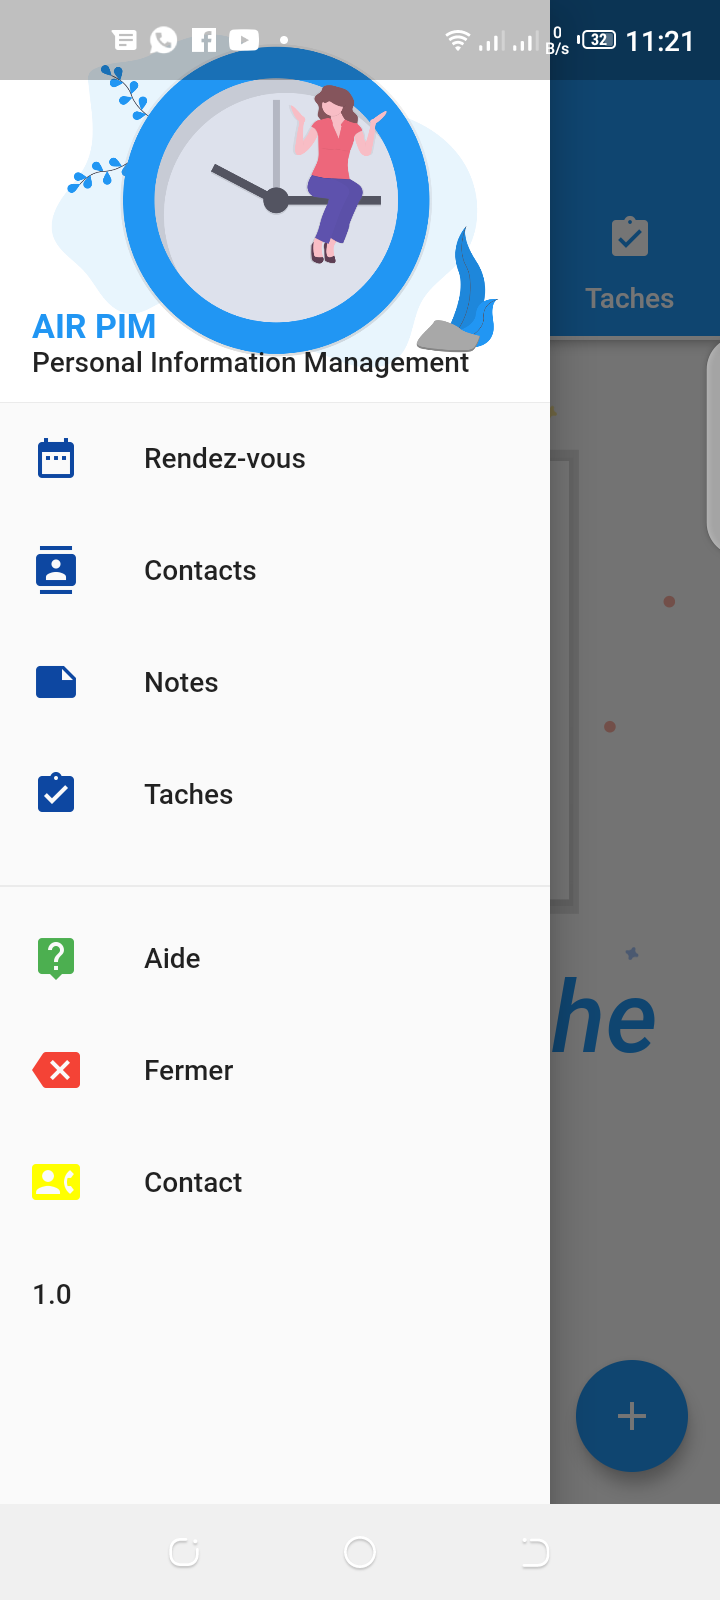 0
B/s
32
11:21
Taches
AIR PIM
Personal Information Management
Rendez-vous
Contacts
Notes
Taches
he
Aide
Fermer
Contact
1.0